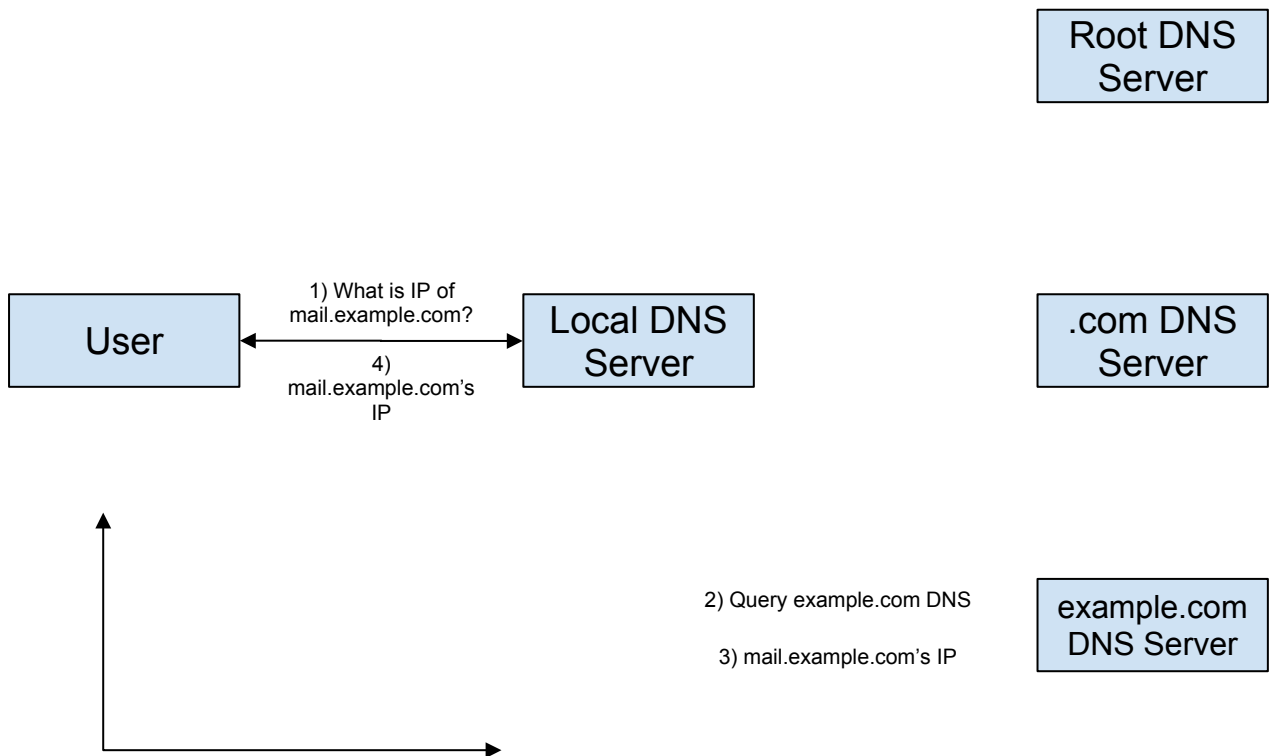 Root DNS
Server
1) What is IP of
mail.example.com?
User
Local DNS
Server
.com DNS
Server
4)
mail.example.com’s
IP
2) Query example.com DNS
3) mail.example.com’s IP
example.com
DNS Server